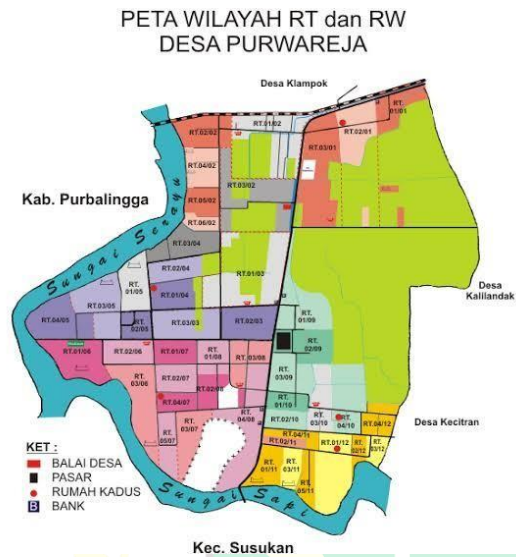 PETA WILAYAH RT dan RW
DESA PURWAREJA
Desa Klampok
RT.01/02
RT.
01/01
RT.02/02
RT.02/01
RT.03/01
RT.04/02
RT.03/02
Kab. Purbalingga
RT.05/02
RT.06/02
Sungai Serayu
RT.03/04
RT.02/04
RT.01/03
RT.
01/05
Desa
Kalilandak
RT.03/05
RT.01/04
RT.04/05
RT.
02/05
RT.03/03
RT.02/03
RT.
01/09
RT.
02/09
RT.01/06
RT.02/06
RT.01/07
RT.
01/08
RT.03/08
RT.
03/06
RT.02/07
RT.02/08
RT.
03/09
RT.04/07
RT.
01/10
RT.
03/07
RT.
04/08
RT.02/10
RT.
03/10
RT.
04/10
RT.04/12
Desa Kecitran
RT.
05/07
RT.04/11
RT.02/11
RT.01/12
RT.
02/12
RT.
03/12
KET :
BALAI DESA
PASAR
RUMAH KADUS
B BANK
RT.
01/11
RT.
03/11
RT.
05/11
Sungai Sapi
Kec. Susukan